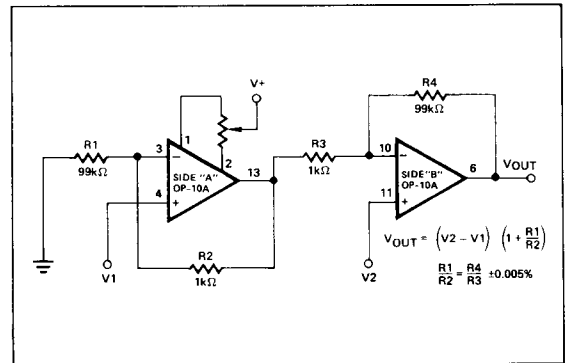 V+
R1
99kΩ
3
1
2
SIDE "A"
OP-10A
4
13
V1
R2
1kΩ
R3
1kΩ
R4
99kΩ
10
SIDE "B"
OP-10A
11
6
VOUT
V2
VOUT = (V2 – V1) (1 + R1/R2)
R1/R2 = R4/R3 ±0.005%